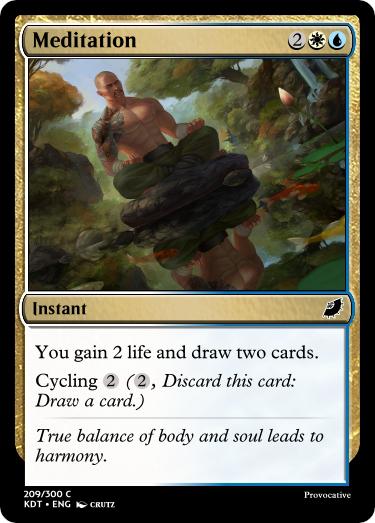 Meditation 2
Instant
You gain 2 life and draw two cards.
Cycling 2 (2, Discard this card:
Draw a card.)
True balance of body and soul leads to
harmony.
209/300 C
KDT • ENG CRUTZ
Provocative